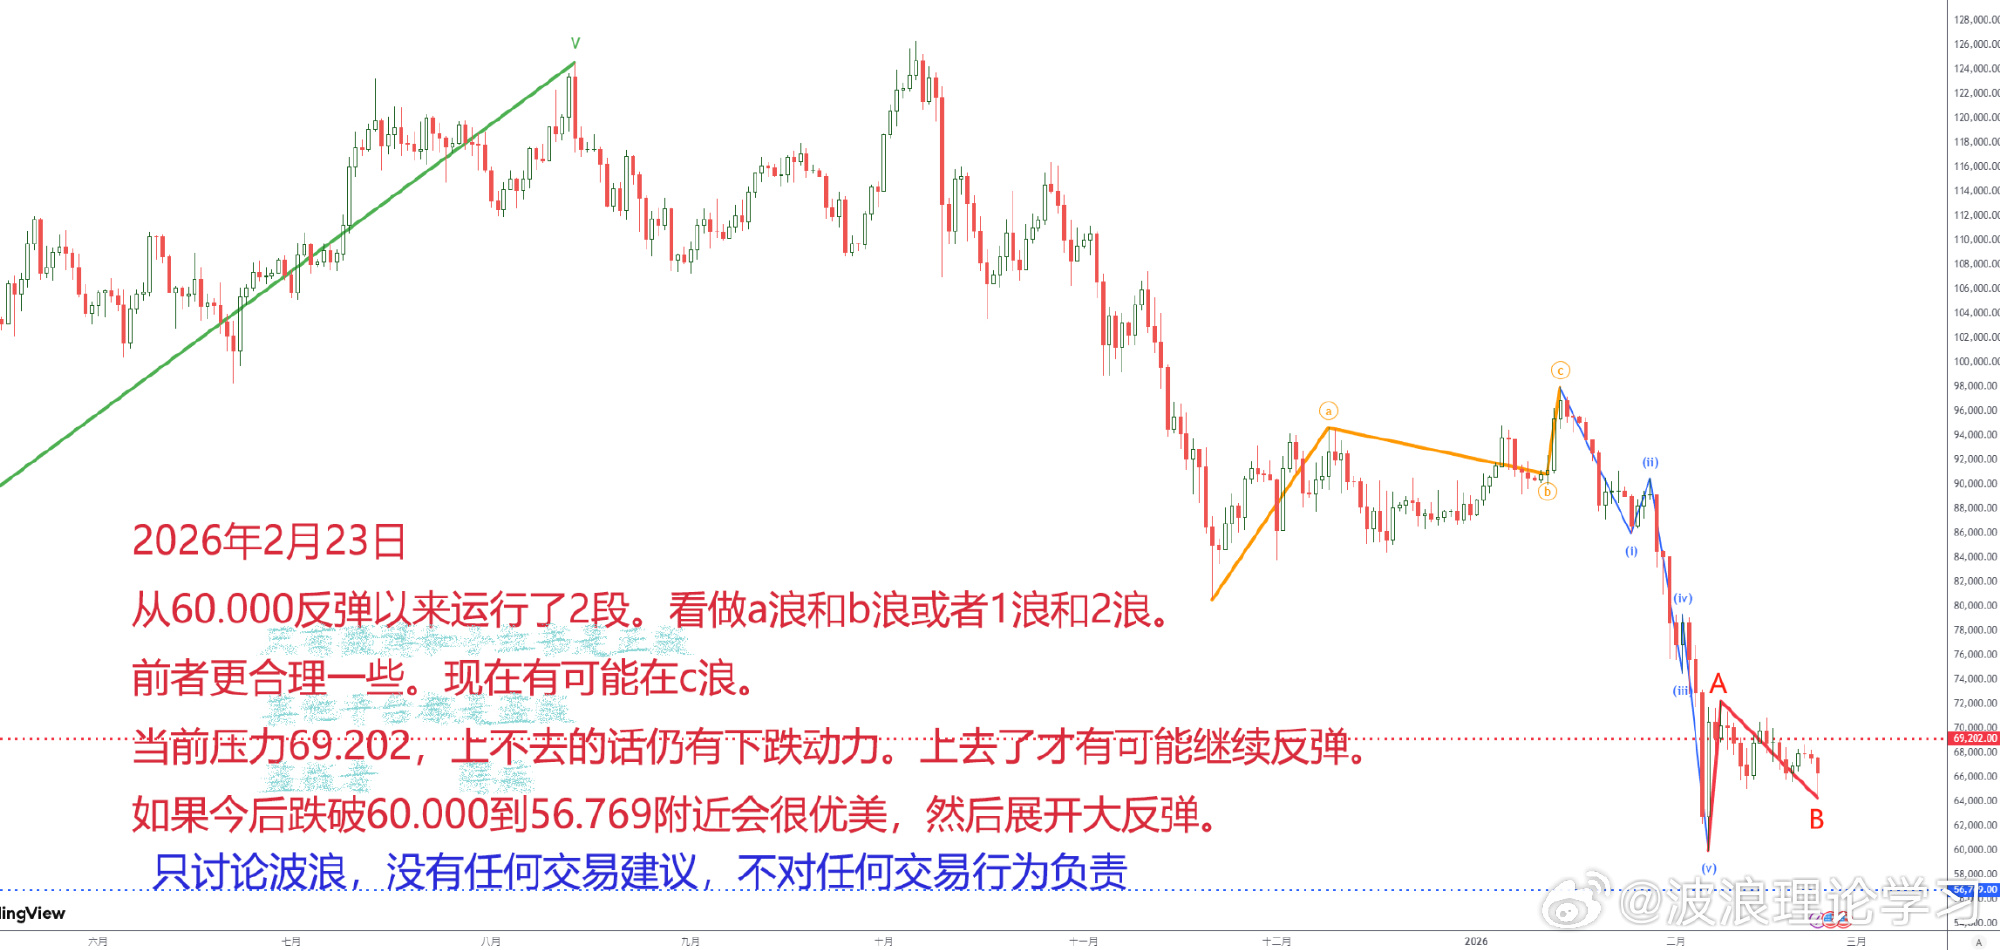 V
128,000.00
126,000.00
124,000.00
122,000.00
120,000.00
118,000.00
116,000.00
114,000.00
112,000.00
110,000.00
108,000.00
106,000.00
104,000.00
102,000.00
100,000.00
98,000.00
96,000.00
94,000.00
92,000.00
90,000.00
88,000.00
86,000.00
84,000.00
82,000.00
80,000.00
78,000.00
76,000.00
74,000.00
72,000.00
70,000.00
69,202.00
68,000.00
66,000.00
64,000.00
62,000.00
60,000.00
58,000.00
a
b
c
(i)
(ii)
(iii)
(iv)
(v)
A
B
2026年2月23日
从60.000反弹以来运行了2段。看做a浪和b浪或者1浪和2浪。
前者更合理一些。现在有可能在c浪。
当前压力69.202，上不去的话仍有下跌动力。上去了才有可能继续反弹。
如果今后跌破60.000到56.769附近会很优美，然后展开大反弹。
只讨论波浪，没有任何交易建议，不对任何交易行为负责
@波浪理论学习
lingView
六月 七月 八月 九月 十月 十一月 十二月 2026 二月 三月
A